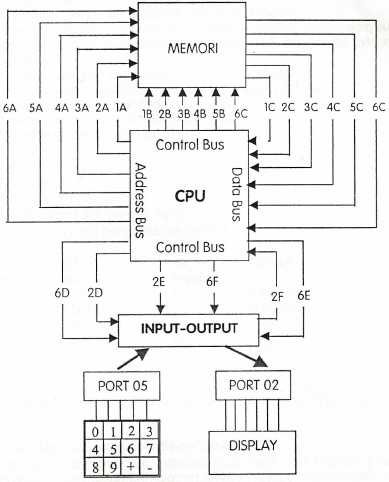 MEMORI
6A 5A 4A 3A 2A 1A 1B 2B 3B 4B 5B 6C 1C 2C 3C 4C 5C 6C
Control Bus
Address Bus
CPU
Data Bus
Control Bus
6D 2D 2E 6F 2F 6E
INPUT-OUTPUT
PORT 05 PORT 02
0 1 2 3
4 5 6 7
8 9 + -
DISPLAY